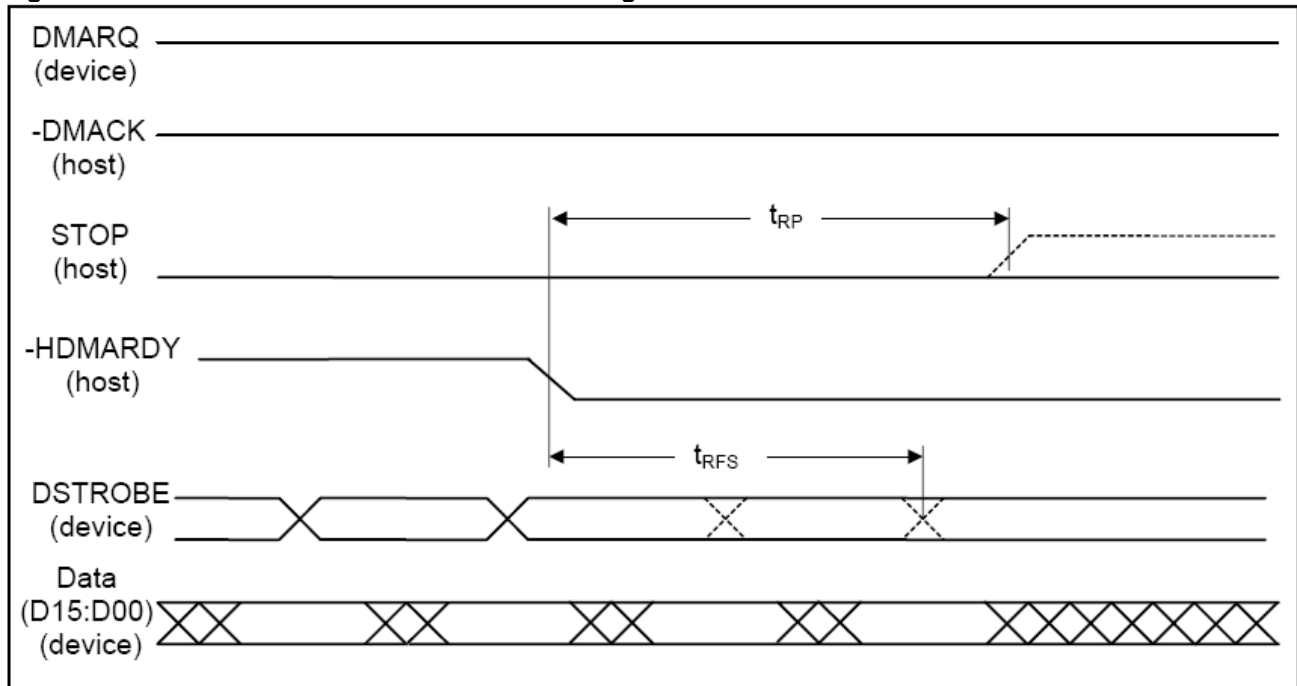 DMARQ
(device)
-DMACK
(host)
tRP
STOP
(host)
-HDMARDY
(host)
tRFS
DSTROBE
(device)
Data
(D15:D00)
(device)